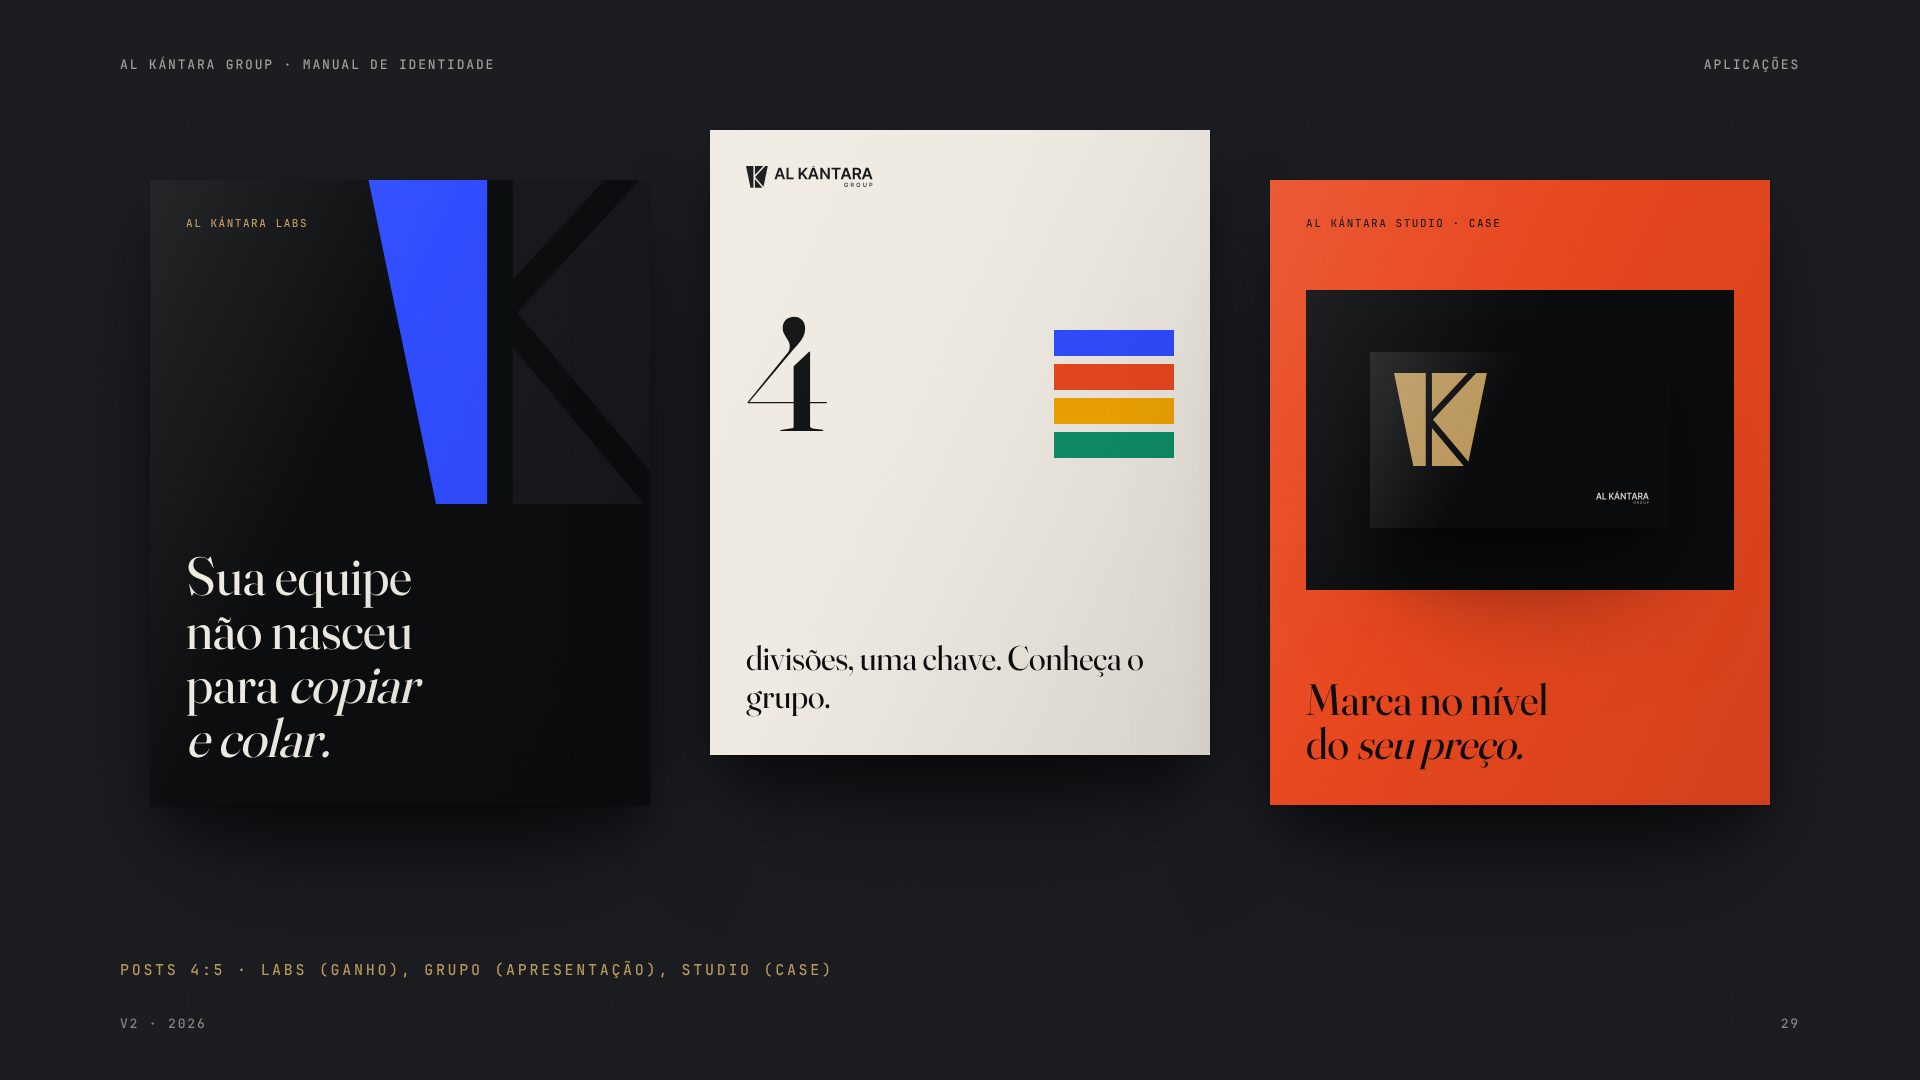 AL KÁNTARA GROUP · MANUAL DE IDENTIDADE
APLICAÇÕES
AL KÁNTARA LABS
Sua equipe
não nasceu
para copiar
e colar.
AL KÁNTARA
GROUP
4
divisões, uma chave. Conheça o
grupo.
AL KÁNTARA STUDIO · CASE
AL KÁNTARA
GROUP
Marca no nível
do seu preço.
POSTS 4:5 · LABS (GANHO), GRUPO (APRESENTAÇÃO), STUDIO (CASE)
V2 · 2026
29